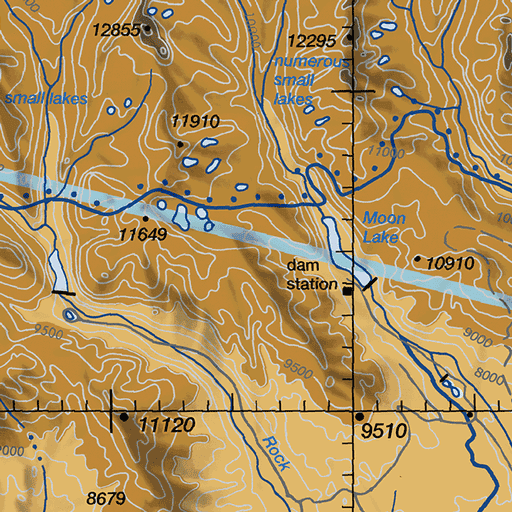 12855
10000
12295
numerous
small
lakes
small lakes
11910
11000
Moon
Lake
11649
10910
dam
station
9500
9000
9500
8000
11120
9510
Rock
8679